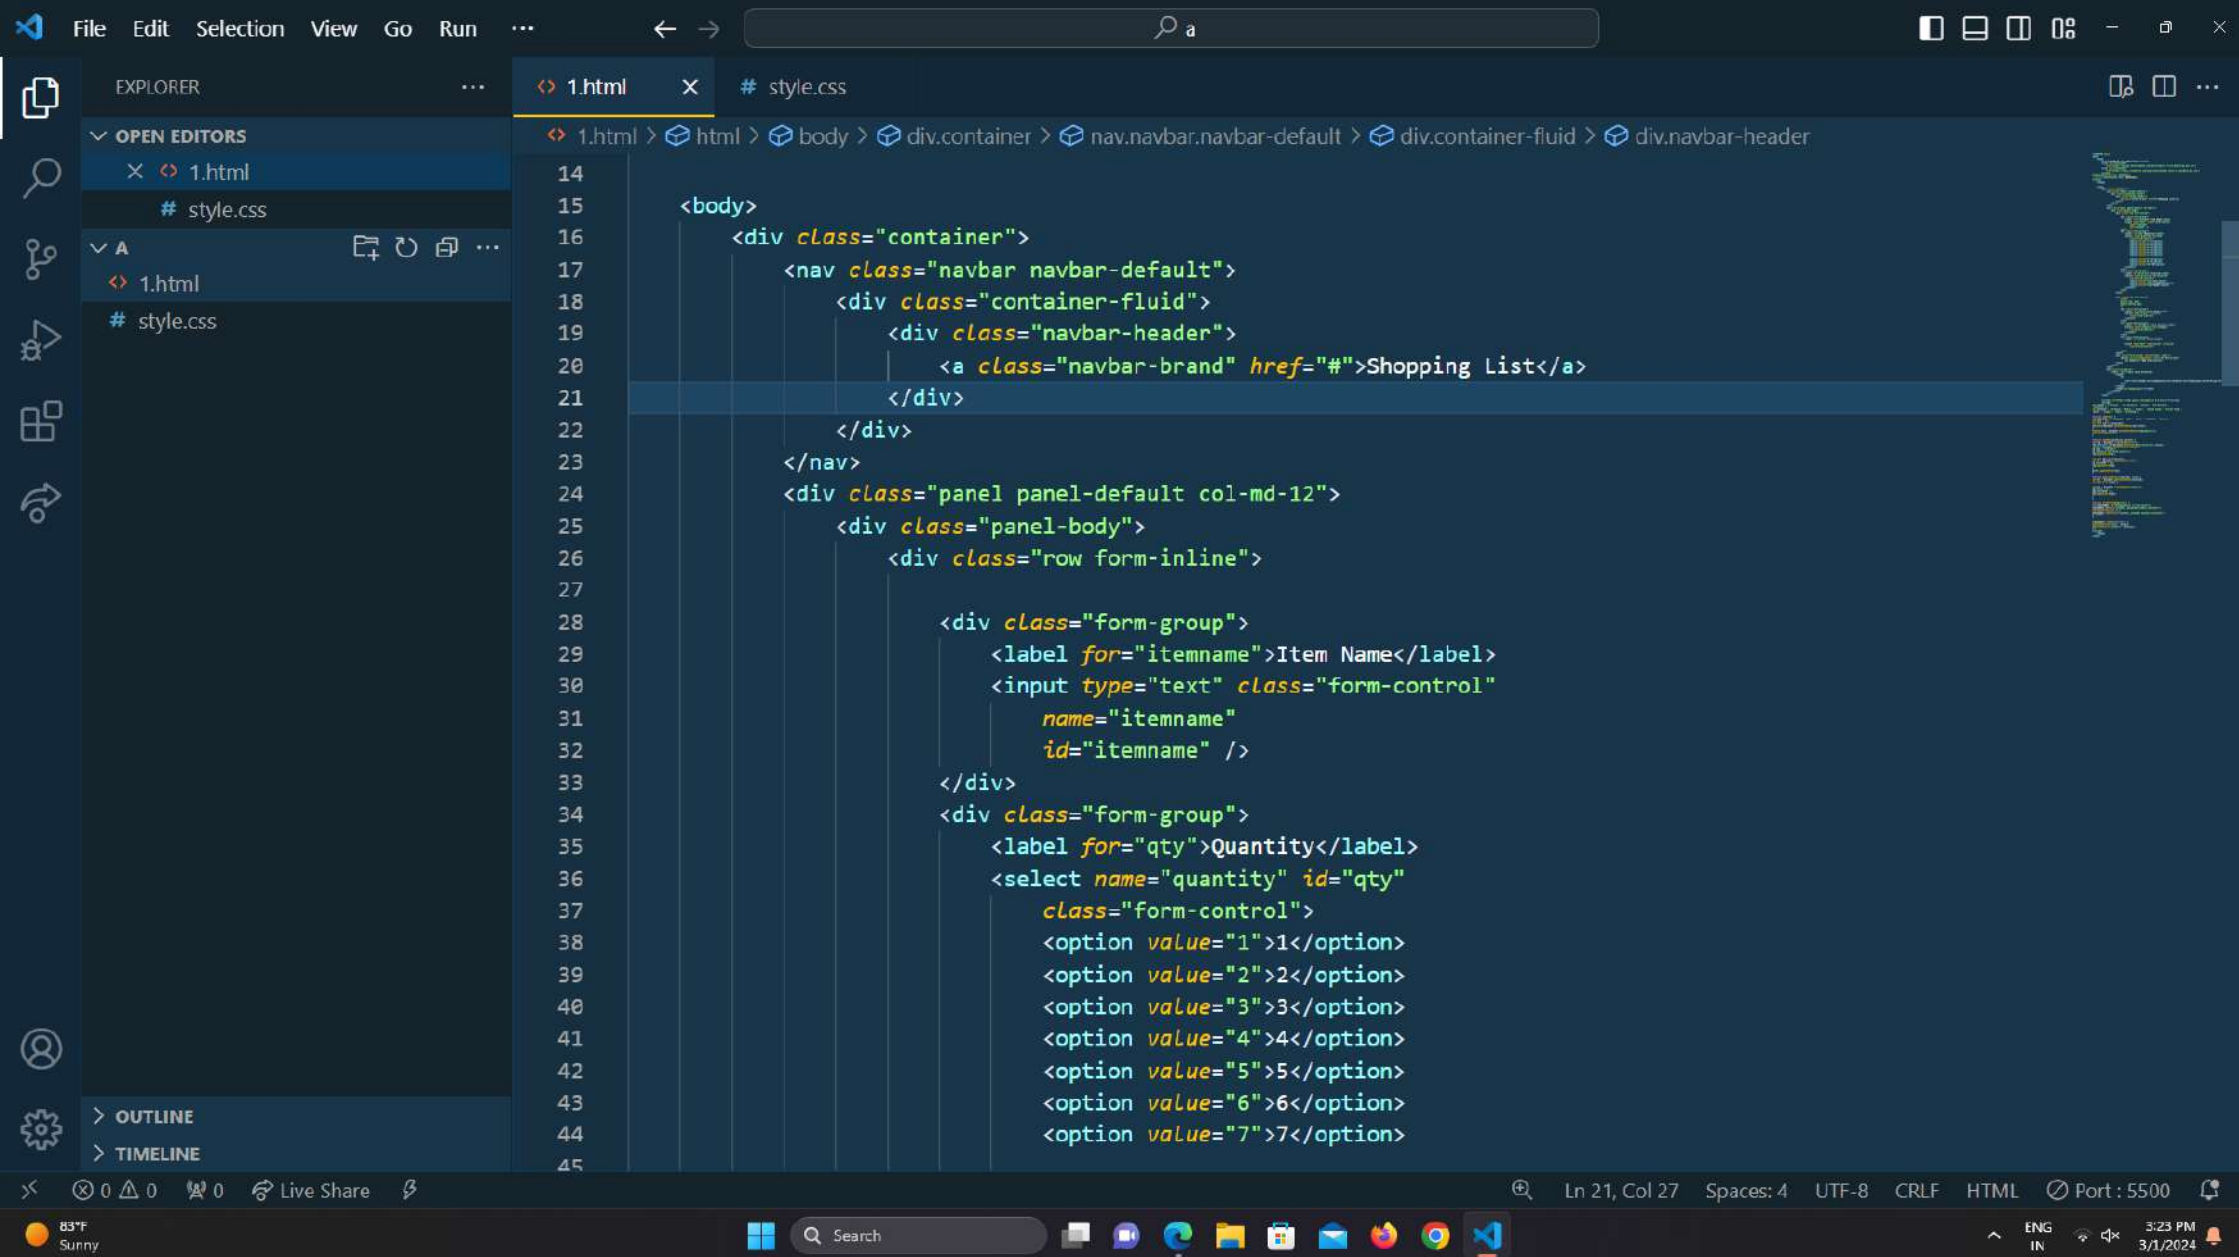 File Edit Selection View Go Run ... a
EXPLORER ... 1.html style.css
OPEN EDITORS
1.html
style.css
A
1.html
style.css
OUTLINE
TIMELINE
1.html > html > body > div.container > nav.navbar.navbar-default > div.container-fluid > div.navbar-header
14
15 <body>
16 <div class="container">
17 <nav class="navbar navbar-default">
18 <div class="container-fluid">
19 <div class="navbar-header">
20 <a class="navbar-brand" href="#">Shopping List</a>
21 </div>
22 </div>
23 </nav>
24 <div class="panel panel-default col-md-12">
25 <div class="panel-body">
26 <div class="row form-inline">
27
28 <div class="form-group">
29 <label for="itemname">Item Name</label>
30 <input type="text" class="form-control"
31 name="itemname"
32 id="itemname" />
33 </div>
34 <div class="form-group">
35 <label for="qty">Quantity</label>
36 <select name="quantity" id="qty"
37 class="form-control">
38 <option value="1">1</option>
39 <option value="2">2</option>
40 <option value="3">3</option>
41 <option value="4">4</option>
42 <option value="5">5</option>
43 <option value="6">6</option>
44 <option value="7">7</option>
45
0 0 0 Live Share Ln 21, Col 27 Spaces: 4 UTF-8 CRLF HTML Port : 5500
83°F
Sunny
Search
ENG
IN
3:23 PM
3/1/2024